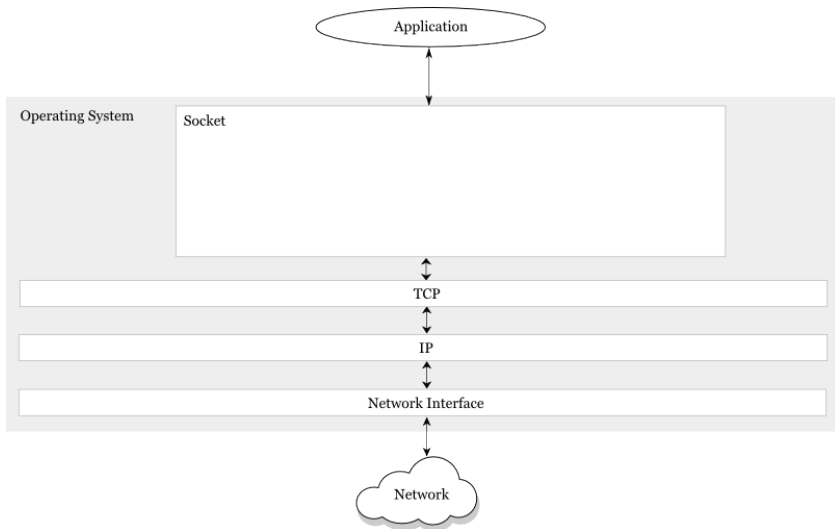 Application
Operating System
Socket
TCP
IP
Network Interface
Network